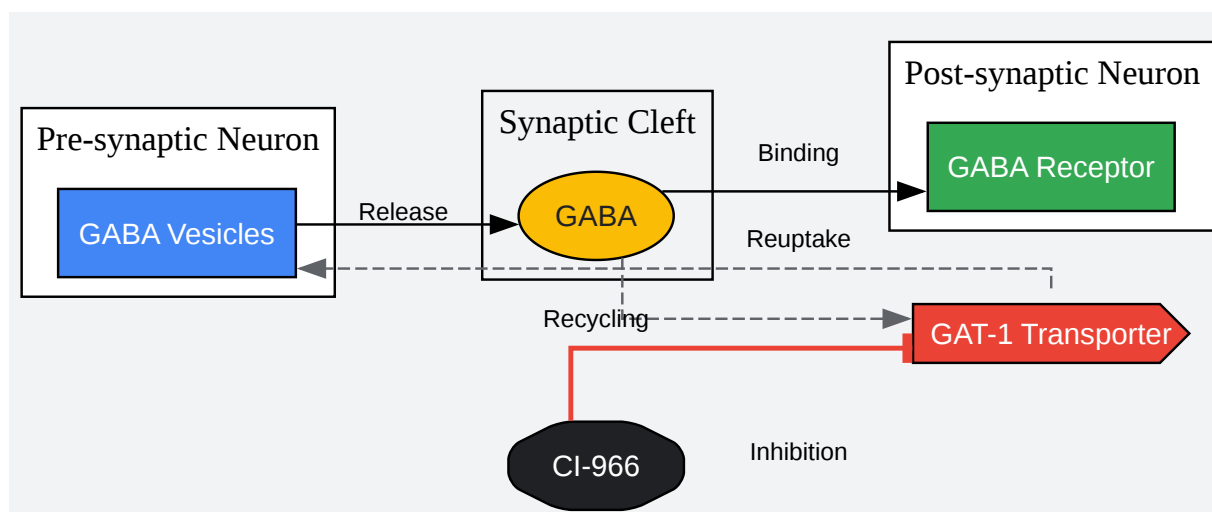 Pre-synaptic Neuron
GABA Vesicles
Release
Synaptic Cleft
GABA
Binding
Post-synaptic Neuron
GABA Receptor
Reuptake
Recycling
GAT-1 Transporter
CI-966
Inhibition